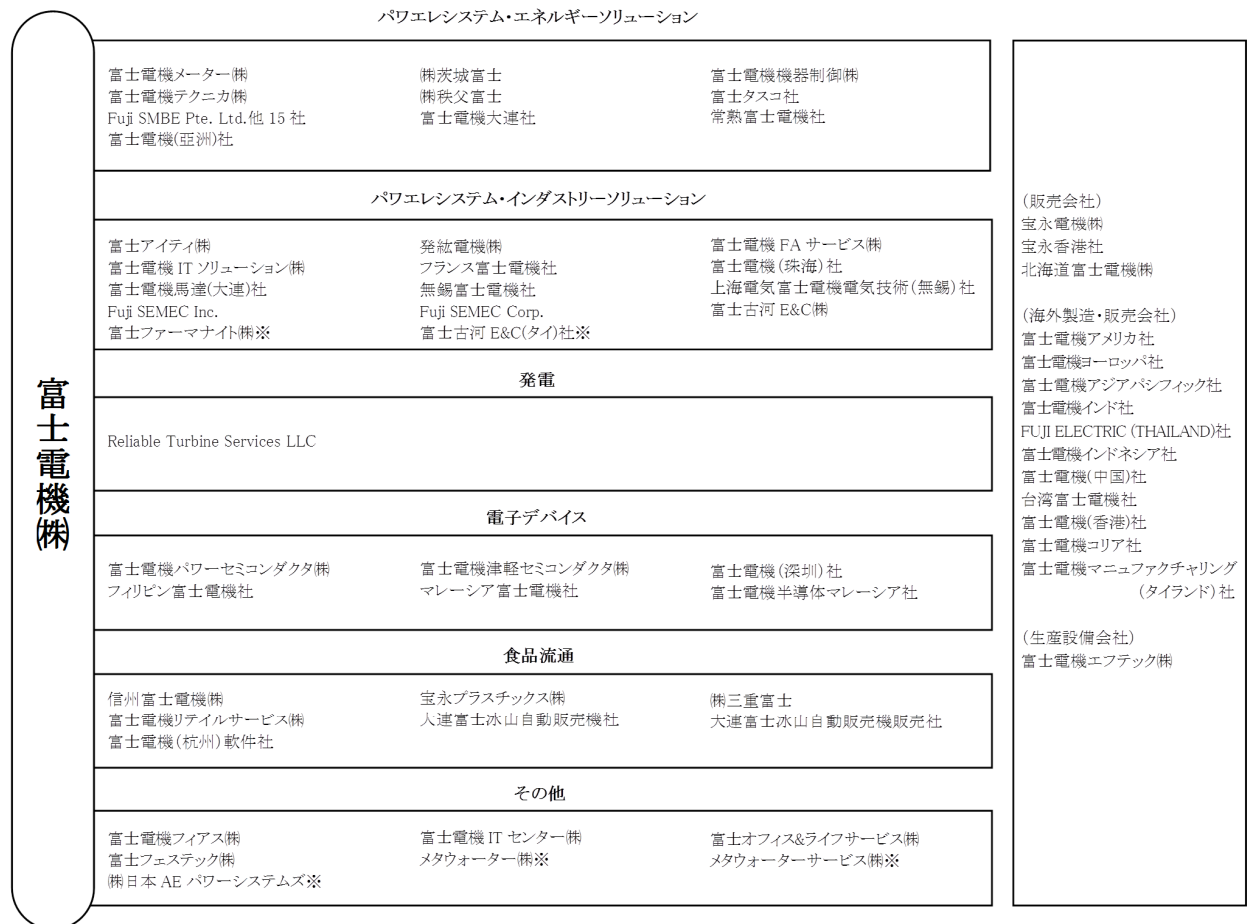 富士電機㈱
パワエレシステム・エネルギーソリューション
富士電機メーター㈱
㈱茨城富士
富士電機機器制御㈱
富士電機テクニカ㈱
㈱秩父富士
富士タスコ社
Fuji SMBE Pte. Ltd.他 15 社
富士電機大連社
常熟富士電機社
富士電機(亞洲)社
パワエレシステム・インダストリーソリューション
富士アイティ㈱
発紘電機㈱
富士電機 FA サービス㈱
富士電機 IT ソリューション㈱
フランス富士電機社
富士電機(珠海)社
富士電機馬達(大連)社
無錫富士電機社
上海電気富士電機電気技術(無錫)社
Fuji SEMEC Inc.
Fuji SEMEC Corp.
富士古河 E&C㈱
富士ファーマナイト㈱※
富士古河 E&C(タイ)社※
発電
Reliable Turbine Services LLC
電子デバイス
富士電機パワーセミコンダクタ㈱
富士電機津軽セミコンダクタ㈱
富士電機(深圳)社
フィリピン富士電機社
マレーシア富士電機社
富士電機半導体マレーシア社
食品流通
信州富士電機㈱
宝永プラスチックス㈱
㈱三重富士
富士電機リテイルサービス㈱
大連富士冰山自動販売機社
大連富士冰山自動販売機販売社
富士電機(杭州)軟件社
その他
富士電機フィアス㈱
富士電機 IT センター㈱
富士オフィス&ライフサービス㈱
富士フェステック㈱
メタウォーター㈱※
メタウォーターサービス㈱※
㈱日本 AE パワーシステムズ※
(販売会社)
宝永電機㈱
宝永香港社
北海道富士電機㈱
(海外製造・販売会社)
富士電機アメリカ社
富士電機ヨーロッパ社
富士電機アジアパシフィック社
富士電機インド社
FUJI ELECTRIC (THAILAND)社
富士電機インドネシア社
富士電機(中国)社
台湾富士電機社
富士電機(香港)社
富士電機コリア社
富士電機マニュファクチャリング
(タイランド)社
(生産設備会社)
富士電機エフテック㈱